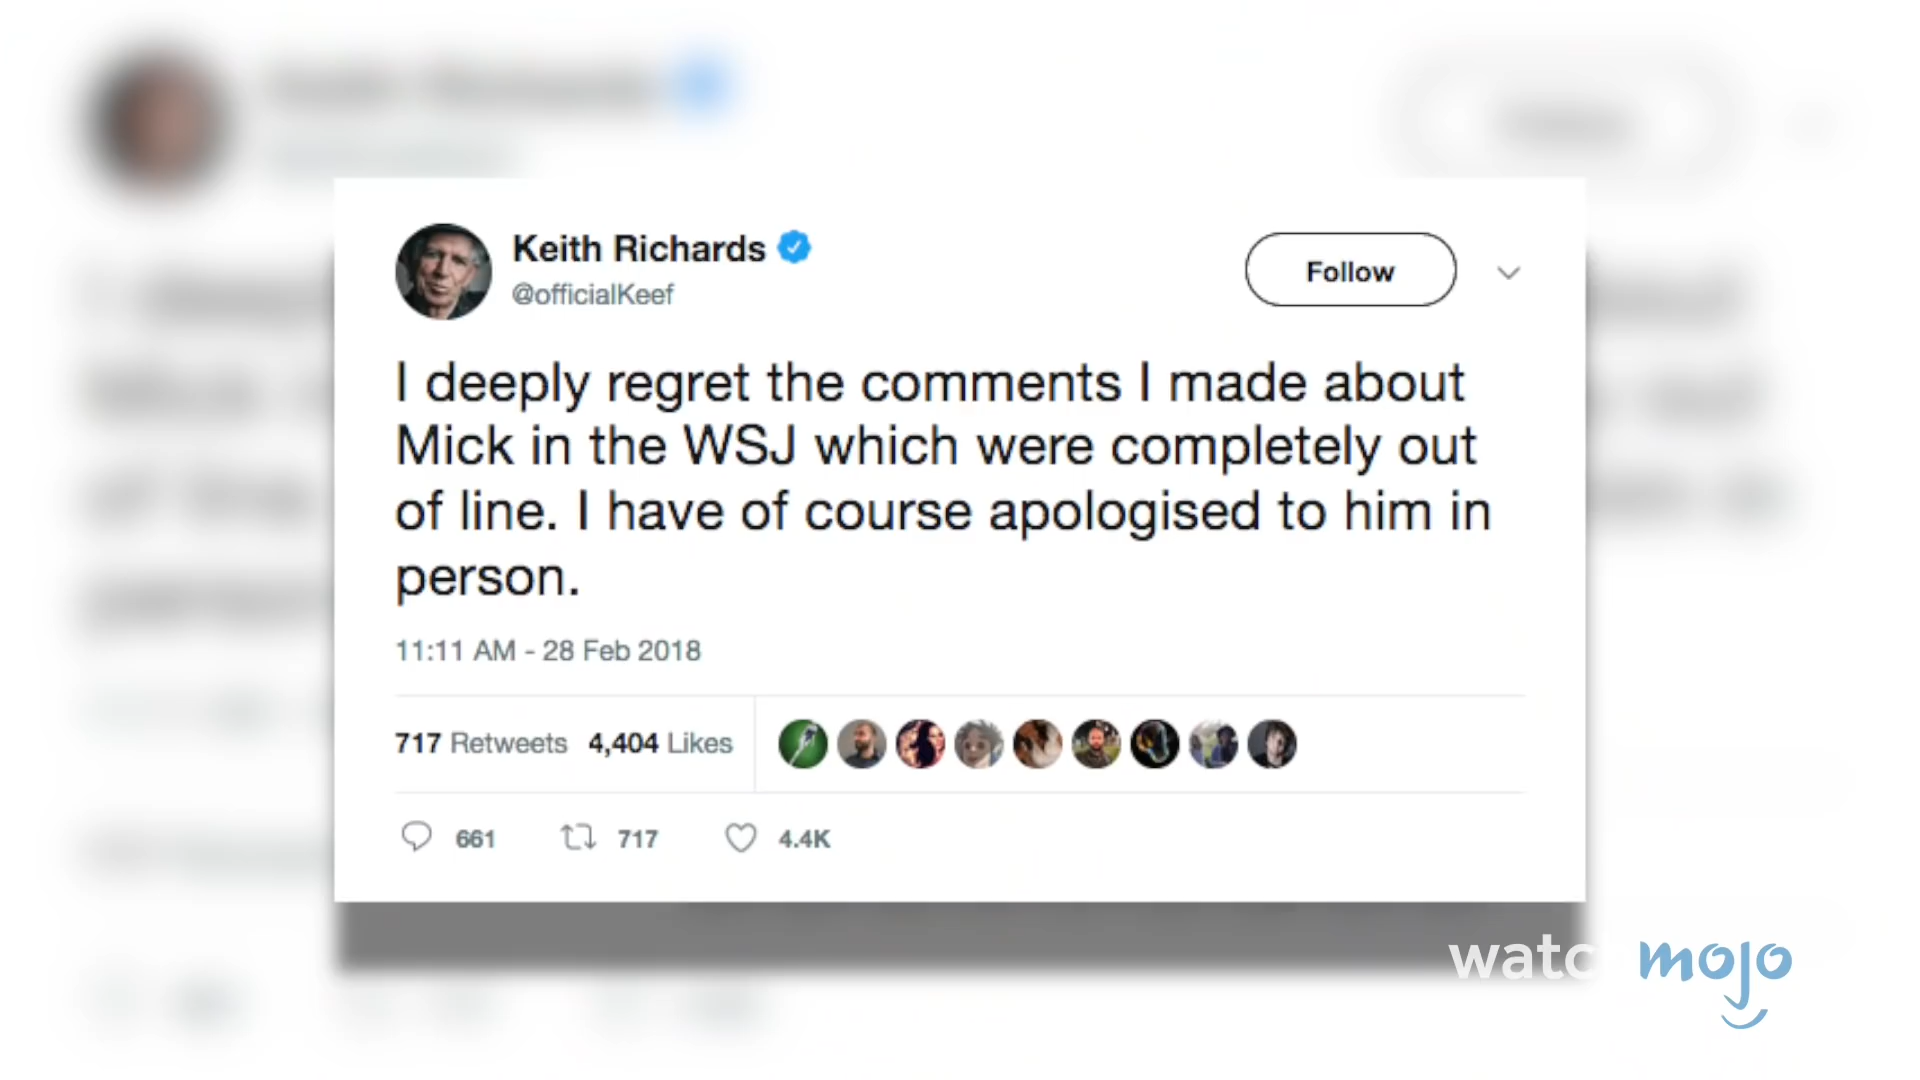 Keith Richards
@officialKeef
Follow
I deeply regret the comments I made about
Mick in the WSJ which were completely out
of line. I have of course apologised to him in
person.
11:11 AM - 28 Feb 2018
717 Retweets 4,404 Likes
661 717 4.4K
watc mojo